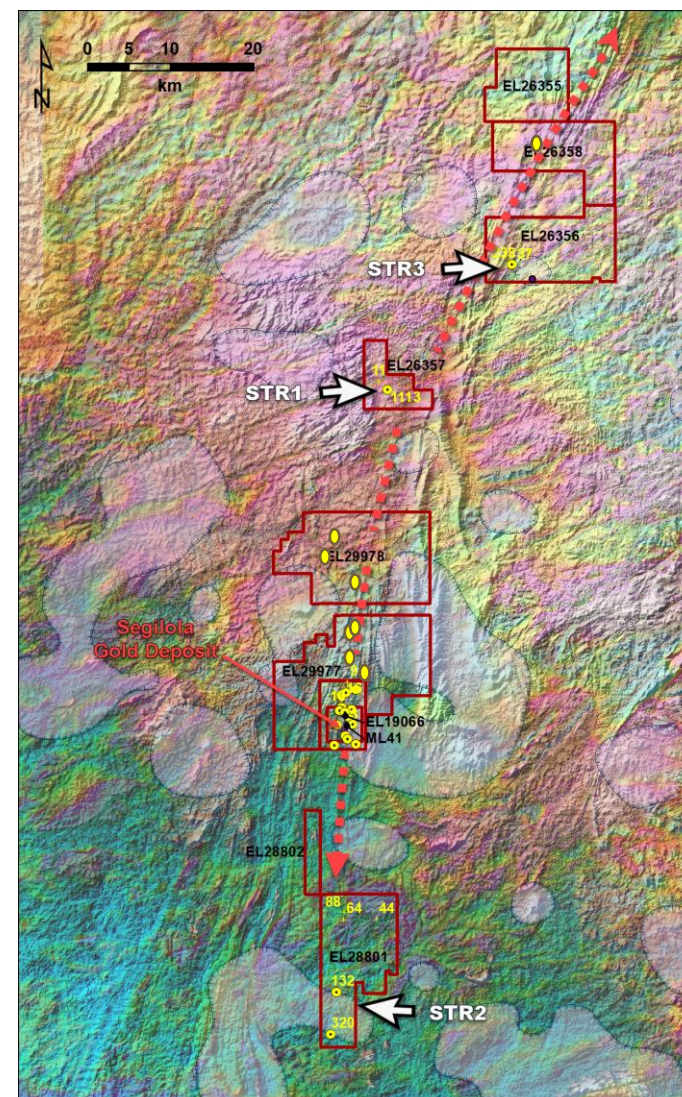 0 5 10 20
km
N
EL26355
EL26358
EL26356
STR3
EL26357
11
STR1
1113
EL29978
Segilola
Gold Deposit
EL29977
EL19066
ML41
EL28802
88
64 44
EL28801
132
STR2
320